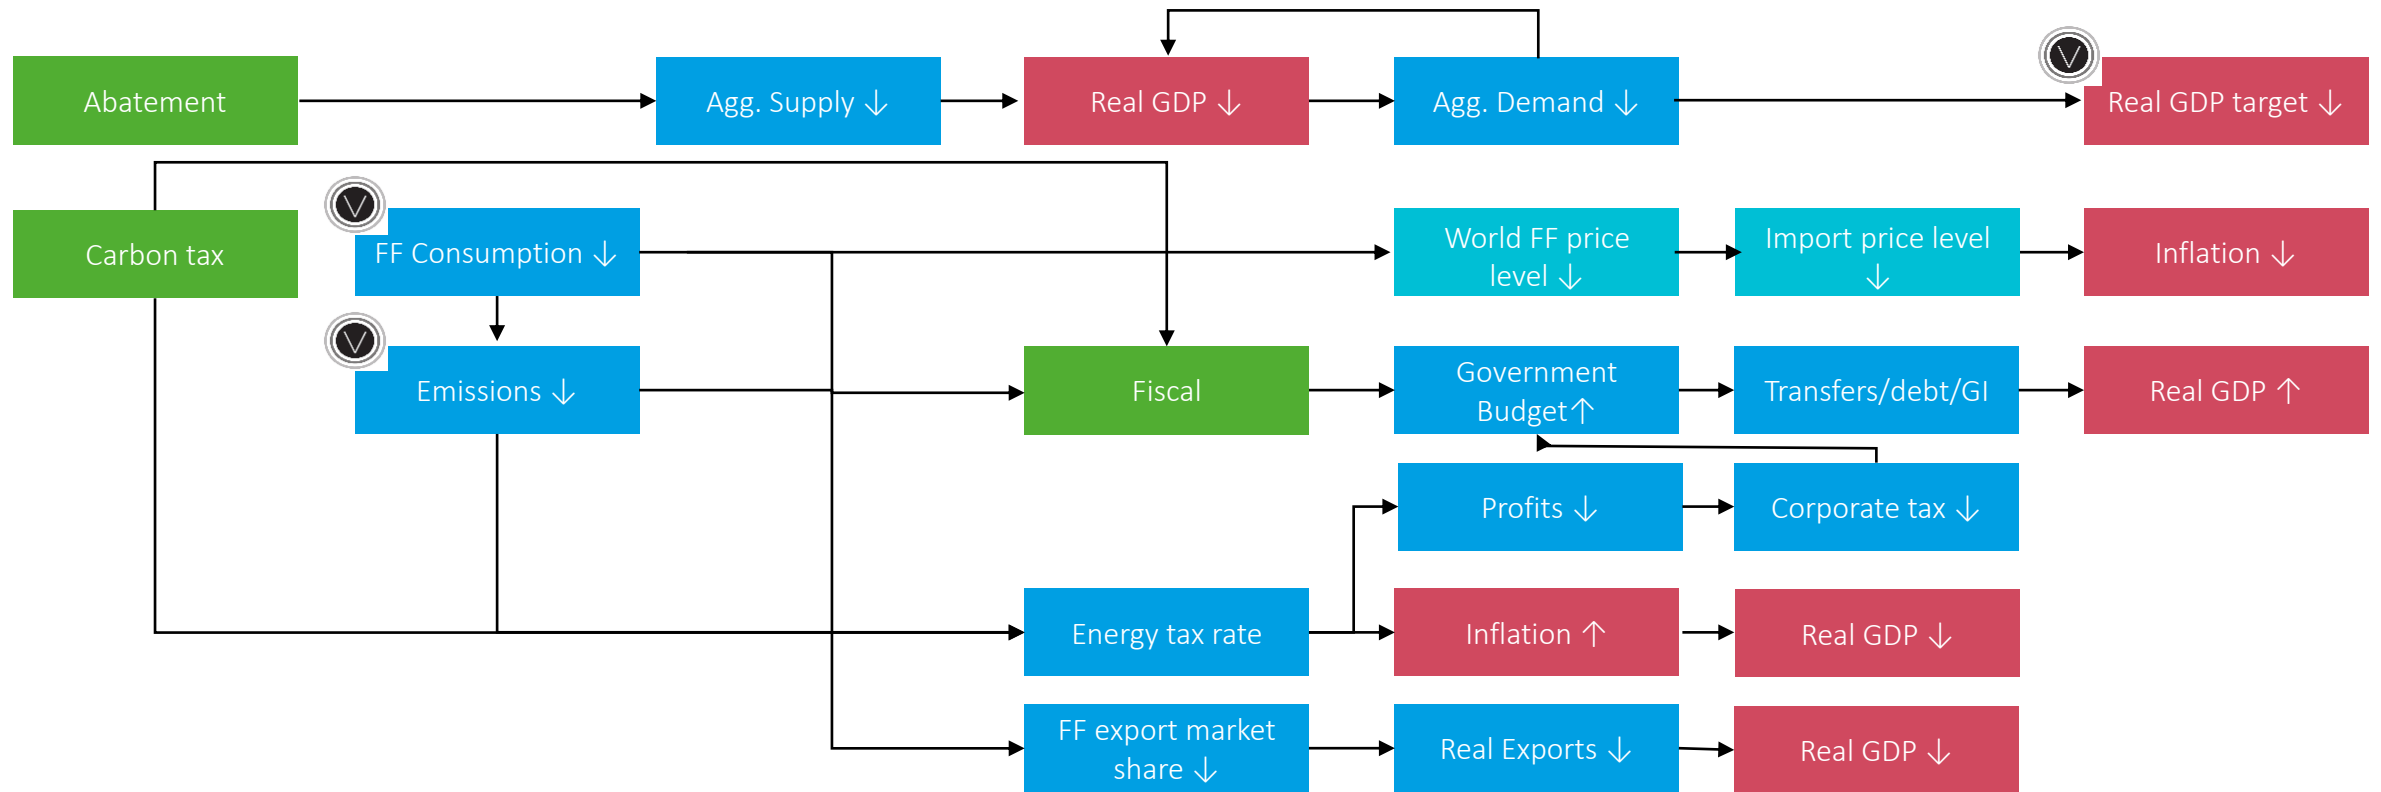 Abatement
Agg. Supply ↓
Real GDP ↓
Agg. Demand ↓
Real GDP target ↓
Carbon tax
FF Consumption ↓
World FF price
level ↓
Import price level
↓
Inflation ↓
Emissions ↓
Fiscal
Government
Budget↑
Transfers/debt/GI
Real GDP ↑
Profits ↓
Corporate tax ↓
Energy tax rate
Inflation ↑
Real GDP ↓
FF export market
share ↓
Real Exports ↓
Real GDP ↓